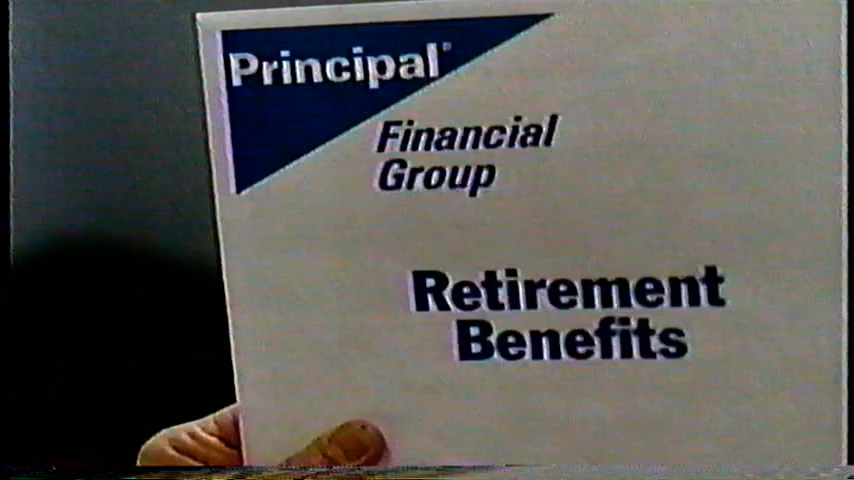 Principal®
Financial
Group
Retirement
Benefits